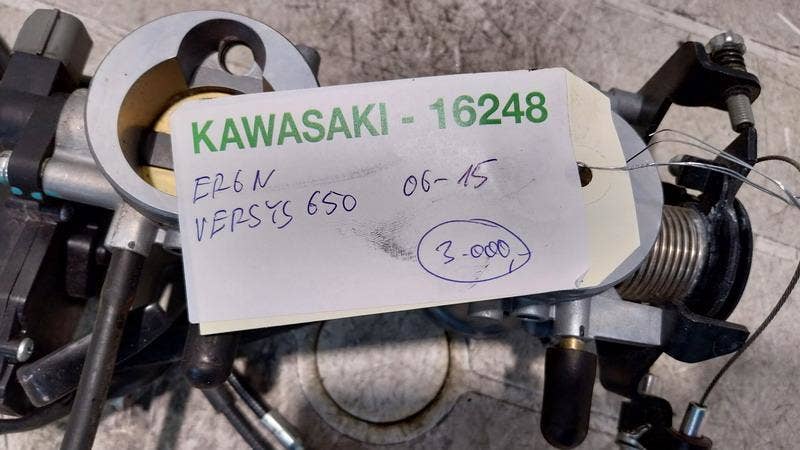 KAWASAKI - 16248
ER6N 06-15
VERSYS 650
3-000,-